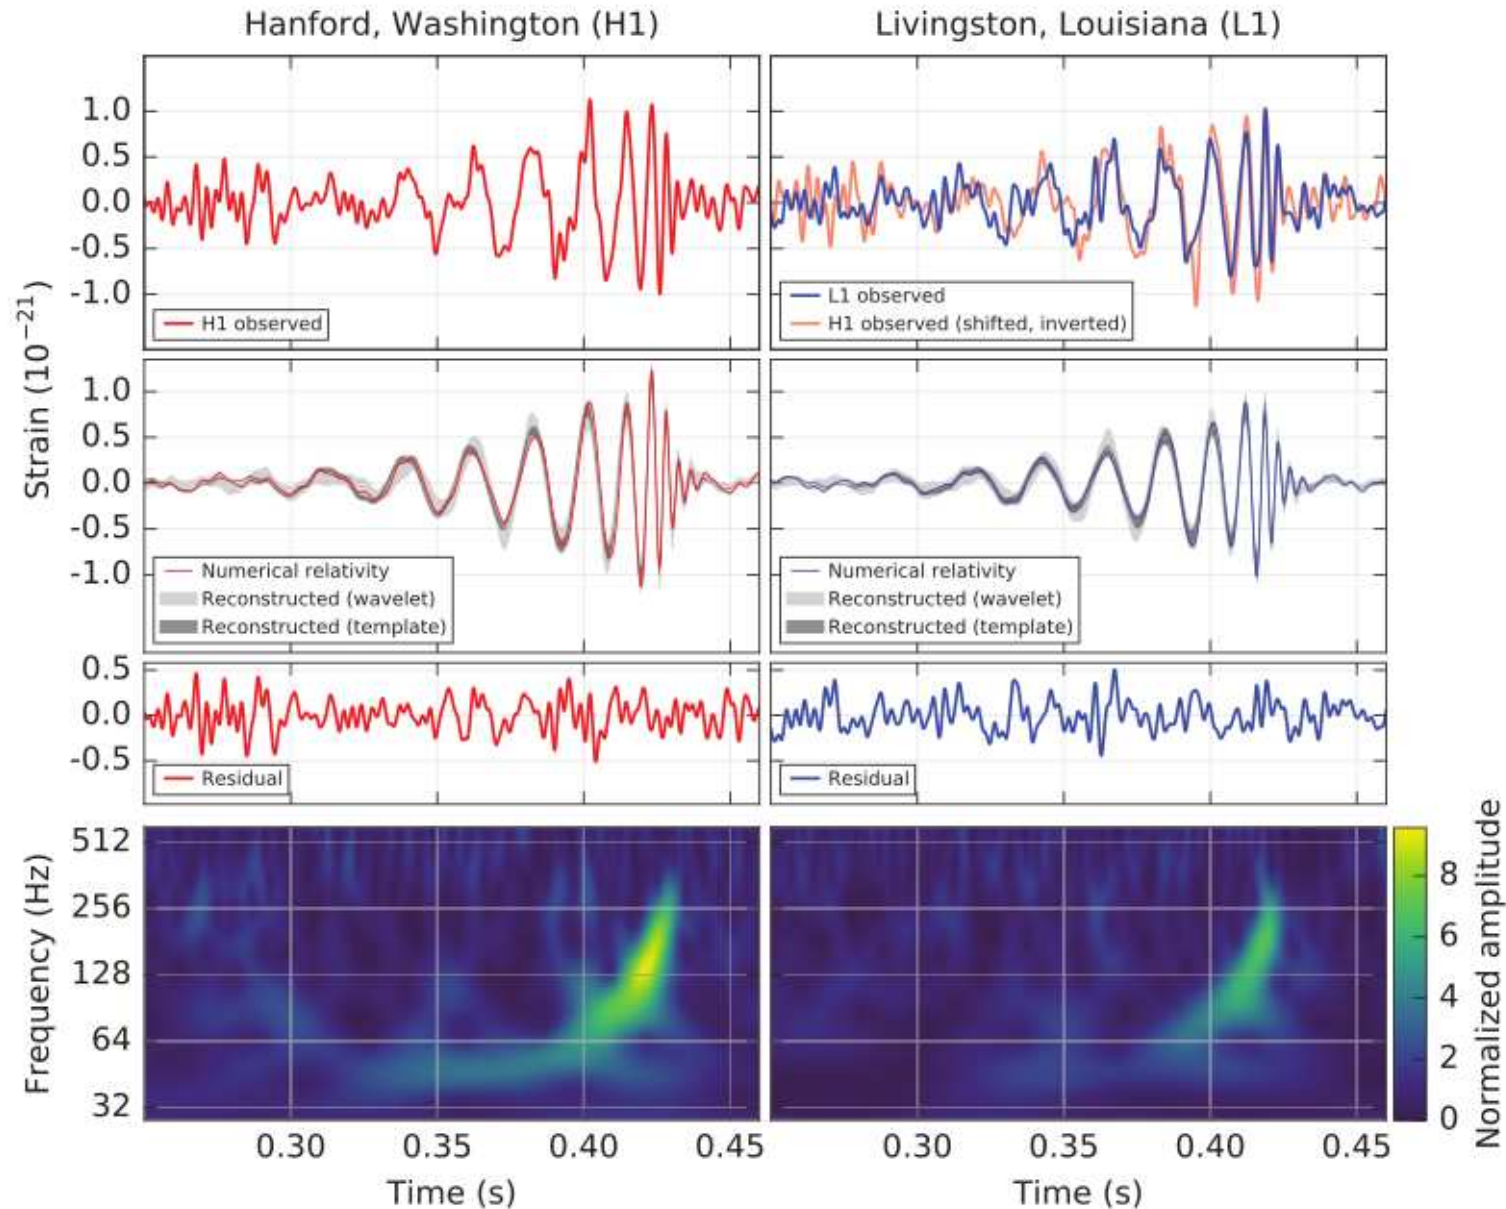 Hanford, Washington (H1)
Livingston, Louisiana (L1)
Strain (10⁻²¹)
1.0
0.5
0.0
-0.5
-1.0
H1 observed
L1 observed
H1 observed (shifted, inverted)
1.0
0.5
0.0
-0.5
-1.0
Numerical relativity
Reconstructed (wavelet)
Reconstructed (template)
Numerical relativity
Reconstructed (wavelet)
Reconstructed (template)
0.5
0.0
-0.5
Residual
Residual
Frequency (Hz)
512
256
128
64
32
0.30 0.35 0.40 0.45
Time (s)
0.30 0.35 0.40 0.45
Time (s)
8
6
4
2
0
Normalized amplitude